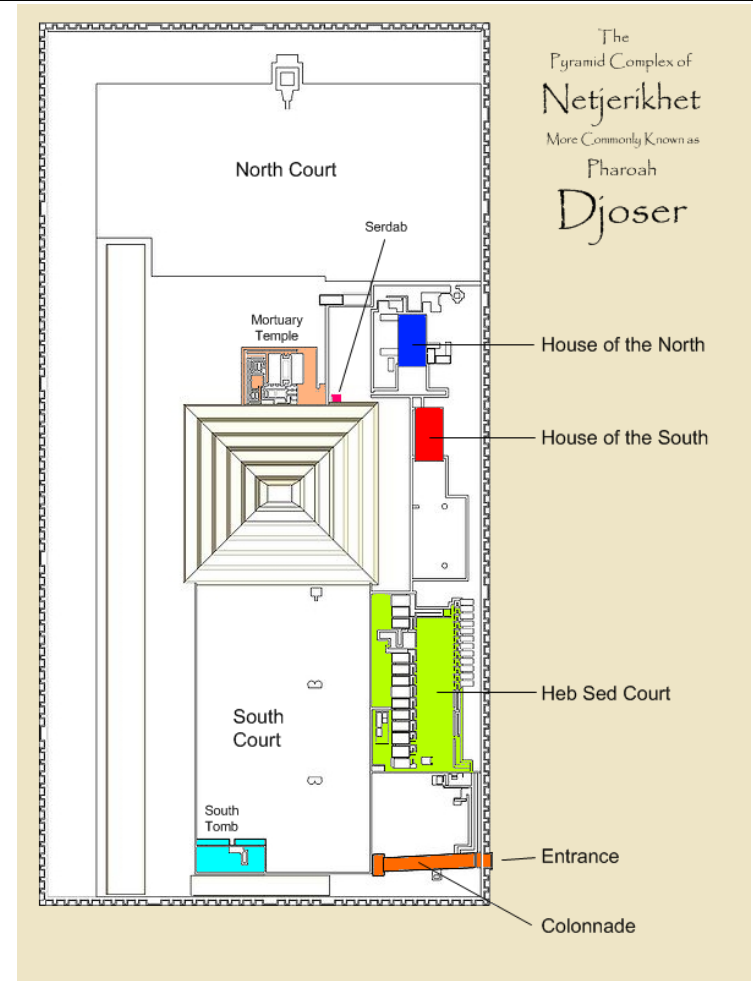 The
Pyramid Complex of
Netjerikhet
More Commonly Known as
Pharoah
Djoser
North Court
Serdab
Mortuary
Temple
House of the North
House of the South
Heb Sed Court
South
Court
South
Tomb
Entrance
Colonnade